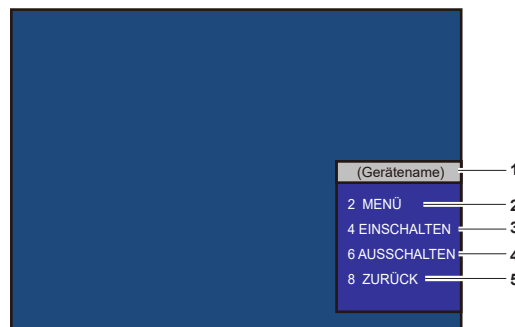 (Gerätename) 1
2 MENÜ 2
4 EINSCHALTEN 3
6 AUSSCHALTEN 4
8 ZURÜCK 5